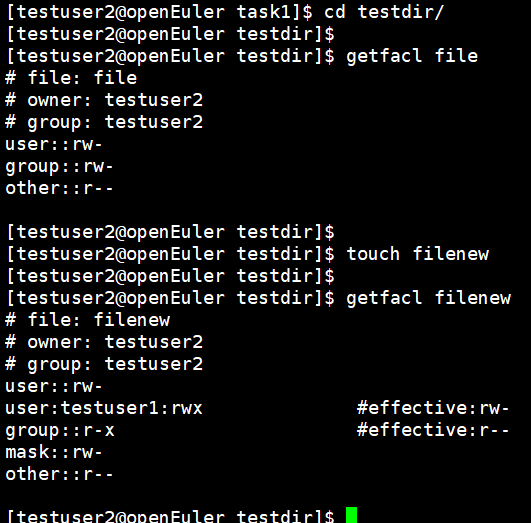 [testuser2@openEuler task1]$ cd testdir/
[testuser2@openEuler testdir]$
[testuser2@openEuler testdir]$ getfacl file
# file: file
# owner: testuser2
# group: testuser2
user::rw-
group::rw-
other::r--
[testuser2@openEuler testdir]$
[testuser2@openEuler testdir]$ touch filenew
[testuser2@openEuler testdir]$
[testuser2@openEuler testdir]$ getfacl filenew
# file: filenew
# owner: testuser2
# group: testuser2
user::rw-
user:testuser1:rwx #effective:rw-
group::r-x #effective:r--
mask::rw-
other::r--
[testuser2@openEuler testdir]$